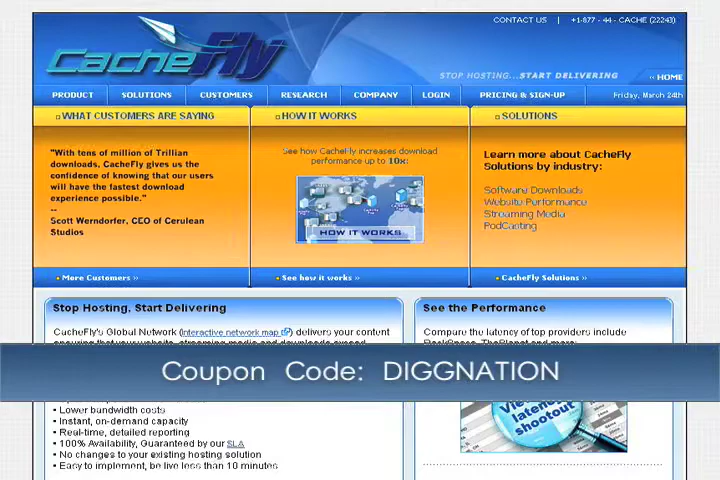 CONTACT US | +1-877 - 44 - CACHE (22243)
CacheFly
STOP HOSTING...START DELIVERING
‹‹ HOME
PRODUCT
SOLUTIONS
CUSTOMERS
RESEARCH
COMPANY
LOGIN
PRICING & SIGN-UP
Friday, March 24th
WHAT CUSTOMERS ARE SAYING
"With tens of million of Trillian
downloads, CacheFly gives us the
confidence of knowing that our users
will have the fastest download
experience possible."
--
Scott Werndorfer, CEO of Cerulean
Studios
More Customers ››
HOW IT WORKS
See how CacheFly increases download
performance up to 10x:
HOW IT WORKS
See how it works ››
SOLUTIONS
Learn more about CacheFly
Solutions by industry:
Software Downloads
Website Performance
Streaming Media
PodCasting
CacheFly Solutions ››
Stop Hosting, Start Delivering
CacheFly's Global Network (Interactive network map) delivers your content
Coupon Code: DIGGNATION
• Lower bandwidth costs
• Instant, on-demand capacity
• Real-time, detailed reporting
• 100% Availability, Guaranteed by our SLA
• No changes to your existing hosting solution
• Easy to implement, be live less than 10 minutes
See the Performance
Compare the latency of top providers include
View
latency
shootout